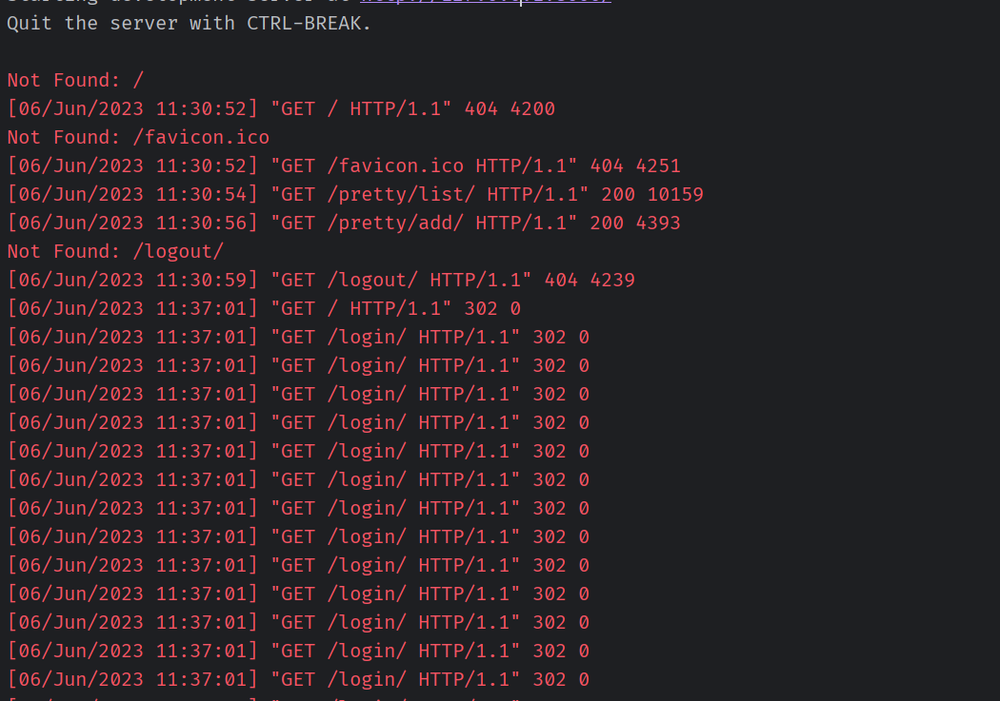 Starting development server at
Quit the server with CTRL-BREAK.
Not Found: /
[06/Jun/2023 11:30:52] "GET / HTTP/1.1" 404 4200
Not Found: /favicon.ico
[06/Jun/2023 11:30:52] "GET /favicon.ico HTTP/1.1" 404 4251
[06/Jun/2023 11:30:54] "GET /pretty/list/ HTTP/1.1" 200 10159
[06/Jun/2023 11:30:56] "GET /pretty/add/ HTTP/1.1" 200 4393
Not Found: /logout/
[06/Jun/2023 11:30:59] "GET /logout/ HTTP/1.1" 404 4239
[06/Jun/2023 11:37:01] "GET / HTTP/1.1" 302 0
[06/Jun/2023 11:37:01] "GET /login/ HTTP/1.1" 302 0
[06/Jun/2023 11:37:01] "GET /login/ HTTP/1.1" 302 0
[06/Jun/2023 11:37:01] "GET /login/ HTTP/1.1" 302 0
[06/Jun/2023 11:37:01] "GET /login/ HTTP/1.1" 302 0
[06/Jun/2023 11:37:01] "GET /login/ HTTP/1.1" 302 0
[06/Jun/2023 11:37:01] "GET /login/ HTTP/1.1" 302 0
[06/Jun/2023 11:37:01] "GET /login/ HTTP/1.1" 302 0
[06/Jun/2023 11:37:01] "GET /login/ HTTP/1.1" 302 0
[06/Jun/2023 11:37:01] "GET /login/ HTTP/1.1" 302 0
[06/Jun/2023 11:37:01] "GET /login/ HTTP/1.1" 302 0
[06/Jun/2023 11:37:01] "GET /login/ HTTP/1.1" 302 0
[06/Jun/2023 11:37:01] "GET /login/ HTTP/1.1" 302 0
[06/Jun/2023 11:37:01] "GET /login/ HTTP/1.1" 302 0